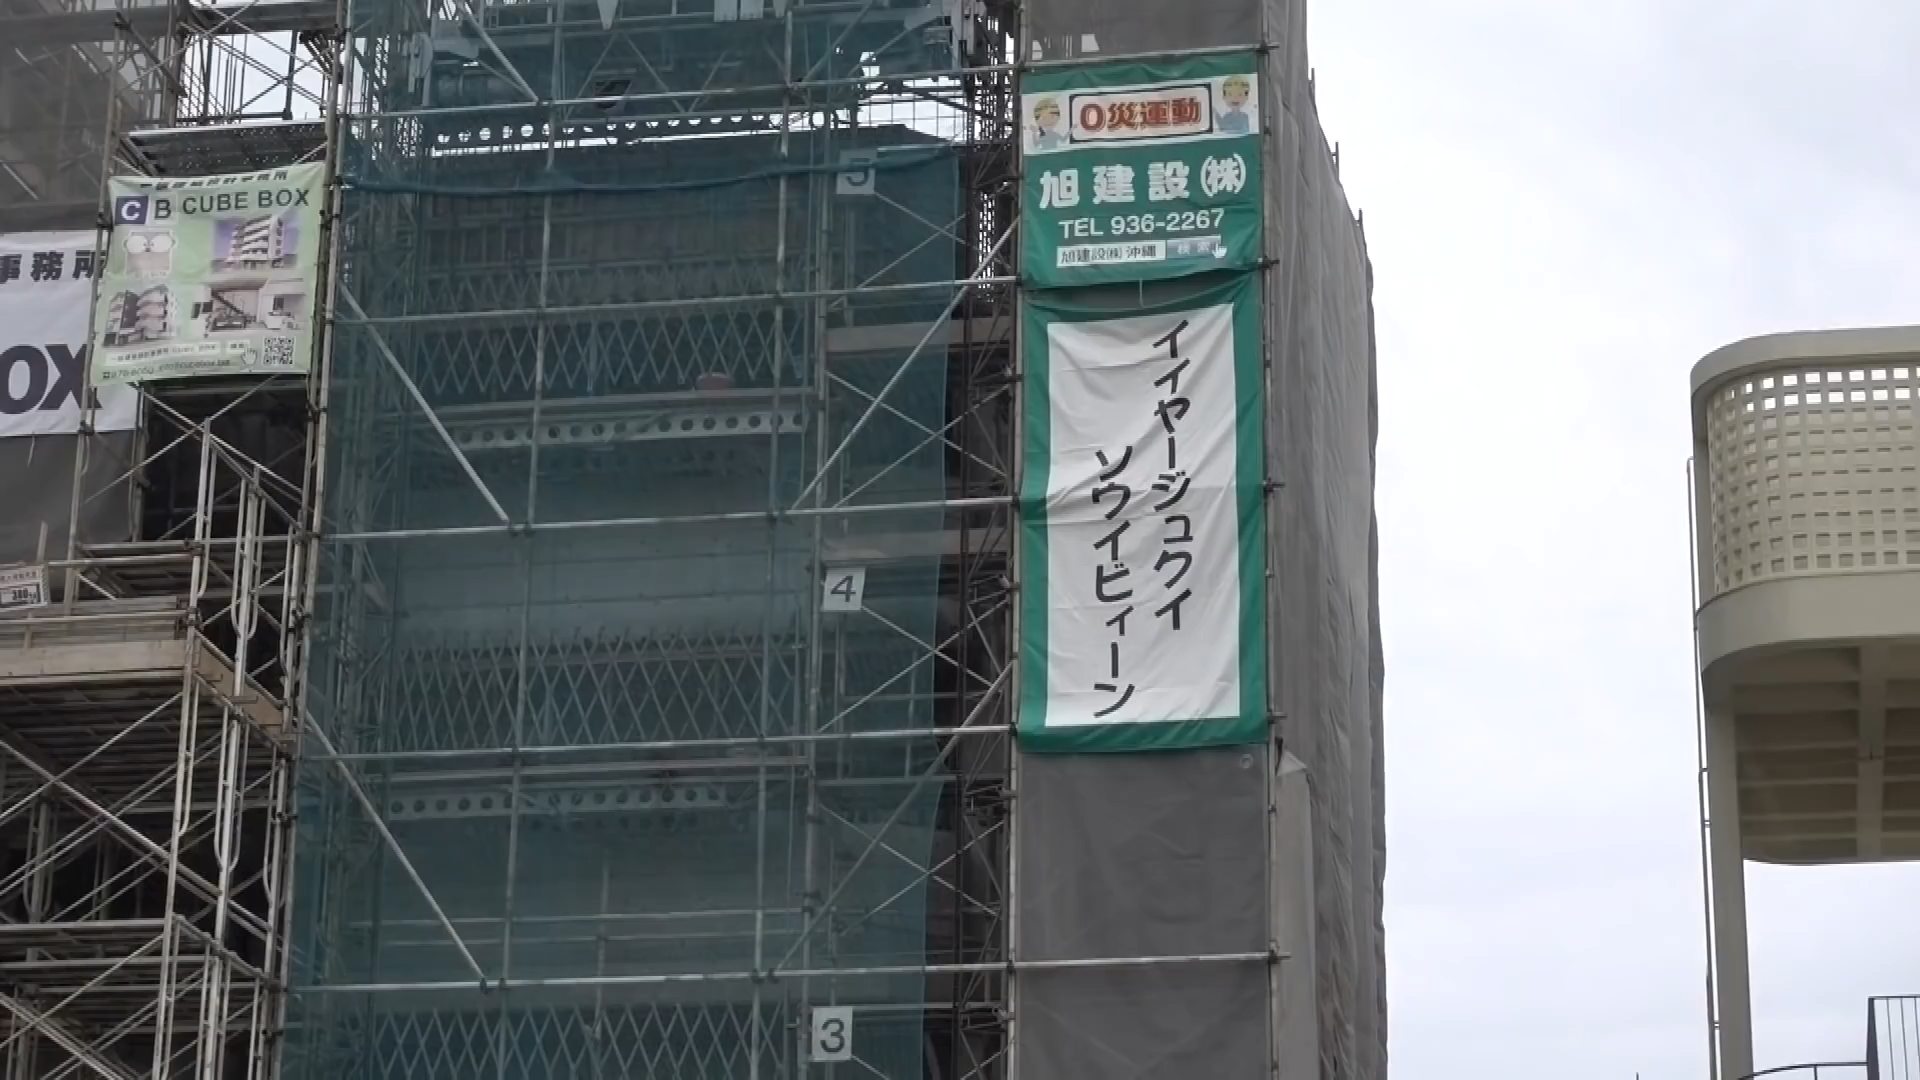 CB CUBE BOX
事務所
OX
0災運動
旭建設㈱
TEL 936-2267
旭建設㈱ 沖縄 検索
イイヤージュクイ
ソウイビィーン
5
4
3